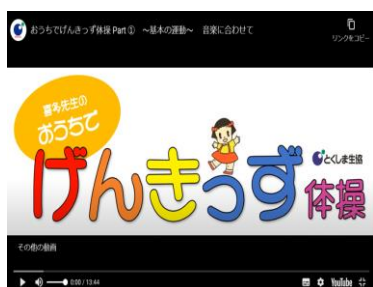 おうちでげんきっず体操 Part① ～基本の運動～ 音楽に合わせて
リンクをコピー
喜多先生の
おうちで
げんきっず
体操
とくしま生協
その他の動画
0:00 / 13:44
YouTube